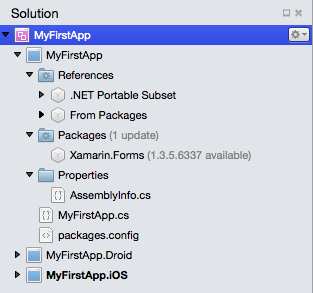 Solution
MyFirstApp
MyFirstApp
References
.NET Portable Subset
From Packages
Packages (1 update)
Xamarin.Forms (1.3.5.6337 available)
Properties
AssemblyInfo.cs
MyFirstApp.cs
packages.config
MyFirstApp.Droid
MyFirstApp.iOS